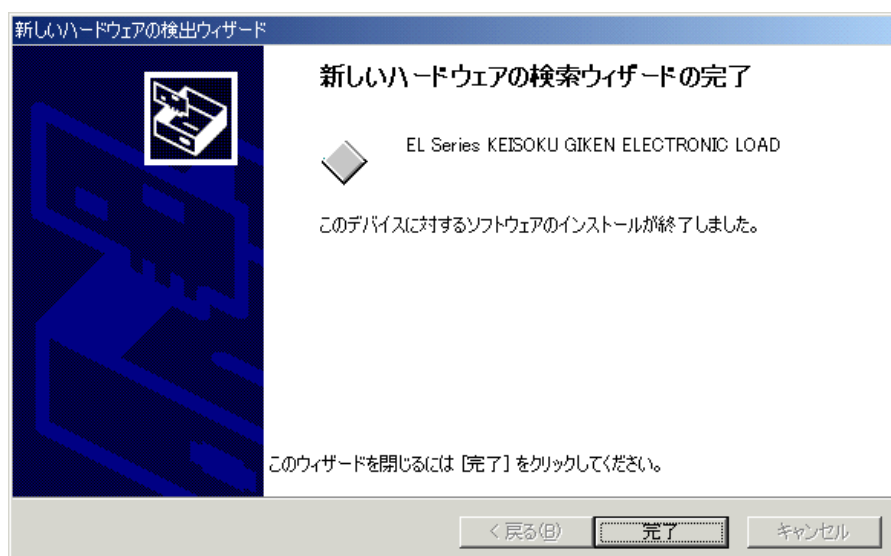 新しいハードウェアの検出ウィザード
新しいハードウェアの検索ウィザードの完了
EL Series KEISOKU GIKEN ELECTRONIC LOAD
このデバイスに対するソフトウェアのインストールが終了しました。
このウィザードを閉じるには [完了] をクリックしてください。
< 戻る(B) 完了 キャンセル